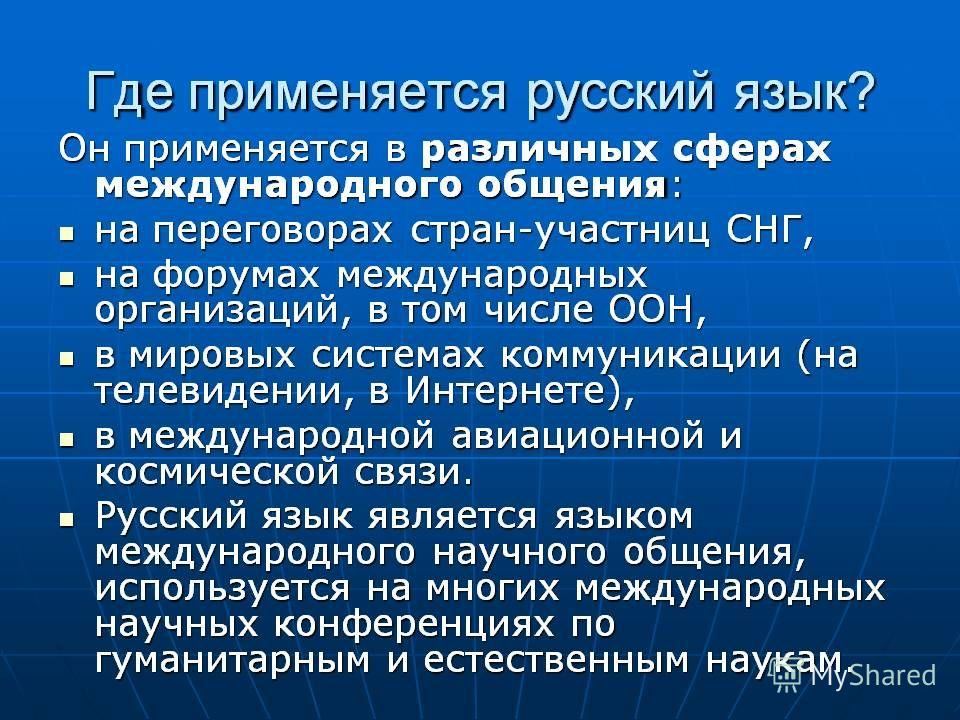 Где применяется русский язык?
Он применяется в различных сферах
международного общения:
на переговорах стран-участниц СНГ,
на форумах международных
организаций, в том числе ООН,
в мировых системах коммуникации (на
телевидении, в Интернете),
в международной авиационной и
космической связи.
Русский язык является языком
международного научного общения,
используется на многих международных
научных конференциях по
гуманитарным и естественным наукам.
MyShared